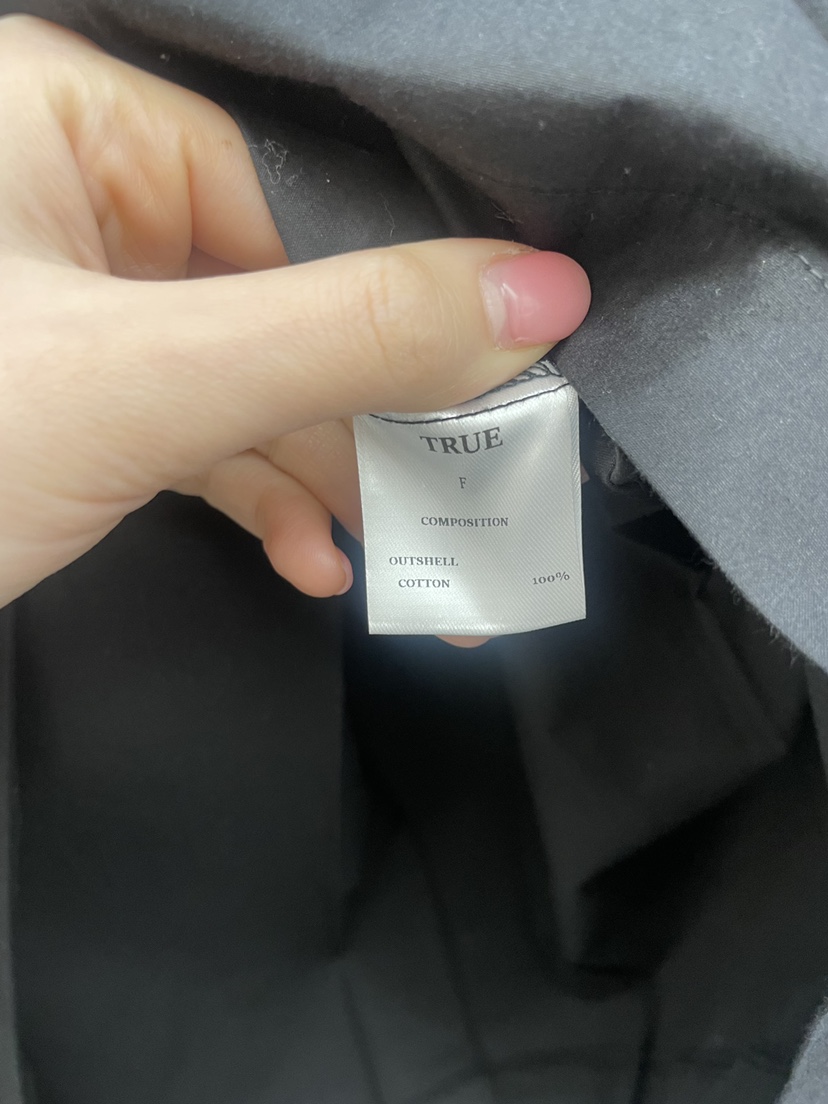 TRUE
F
COMPOSITION
OUTSHELL
COTTON 100%